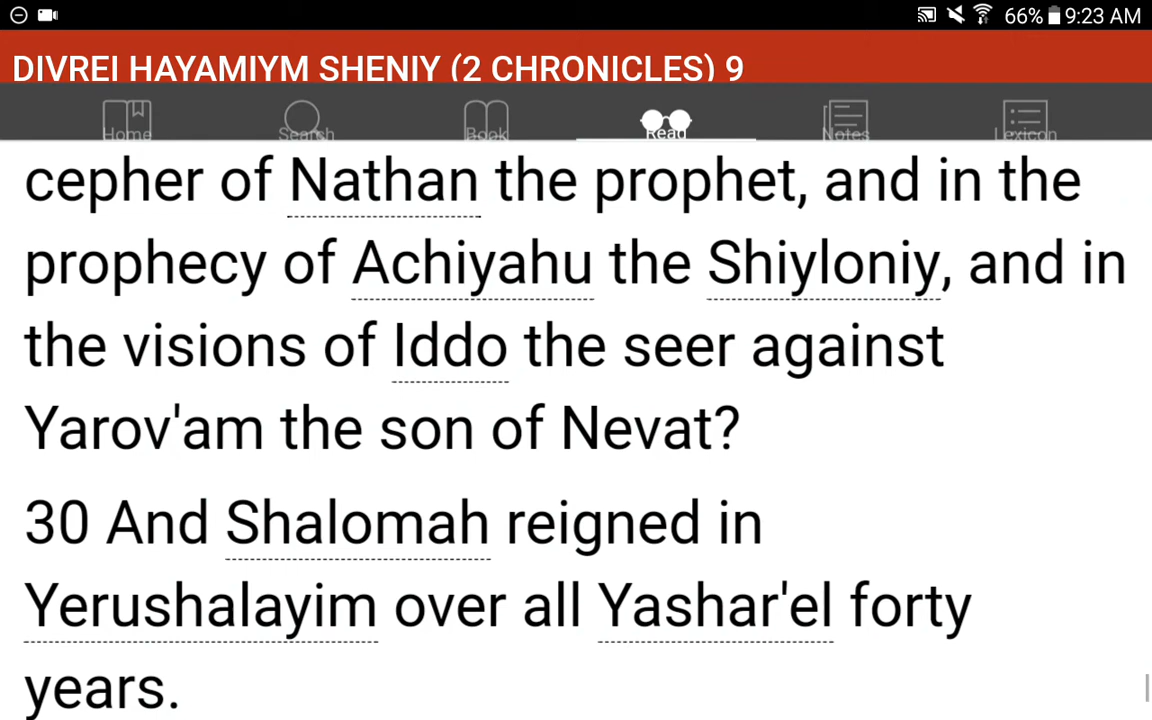 66% 9:23 AM
DIVREI HAYAMIYM SHENIY (2 CHRONICLES) 9
Home Search Book Read Notes Lexicon
cepher of Nathan the prophet, and in the
prophecy of Achiyahu the Shiyloniy, and in
the visions of Iddo the seer against
Yarov'am the son of Nevat?
30 And Shalomah reigned in
Yerushalayim over all Yashar'el forty
years.